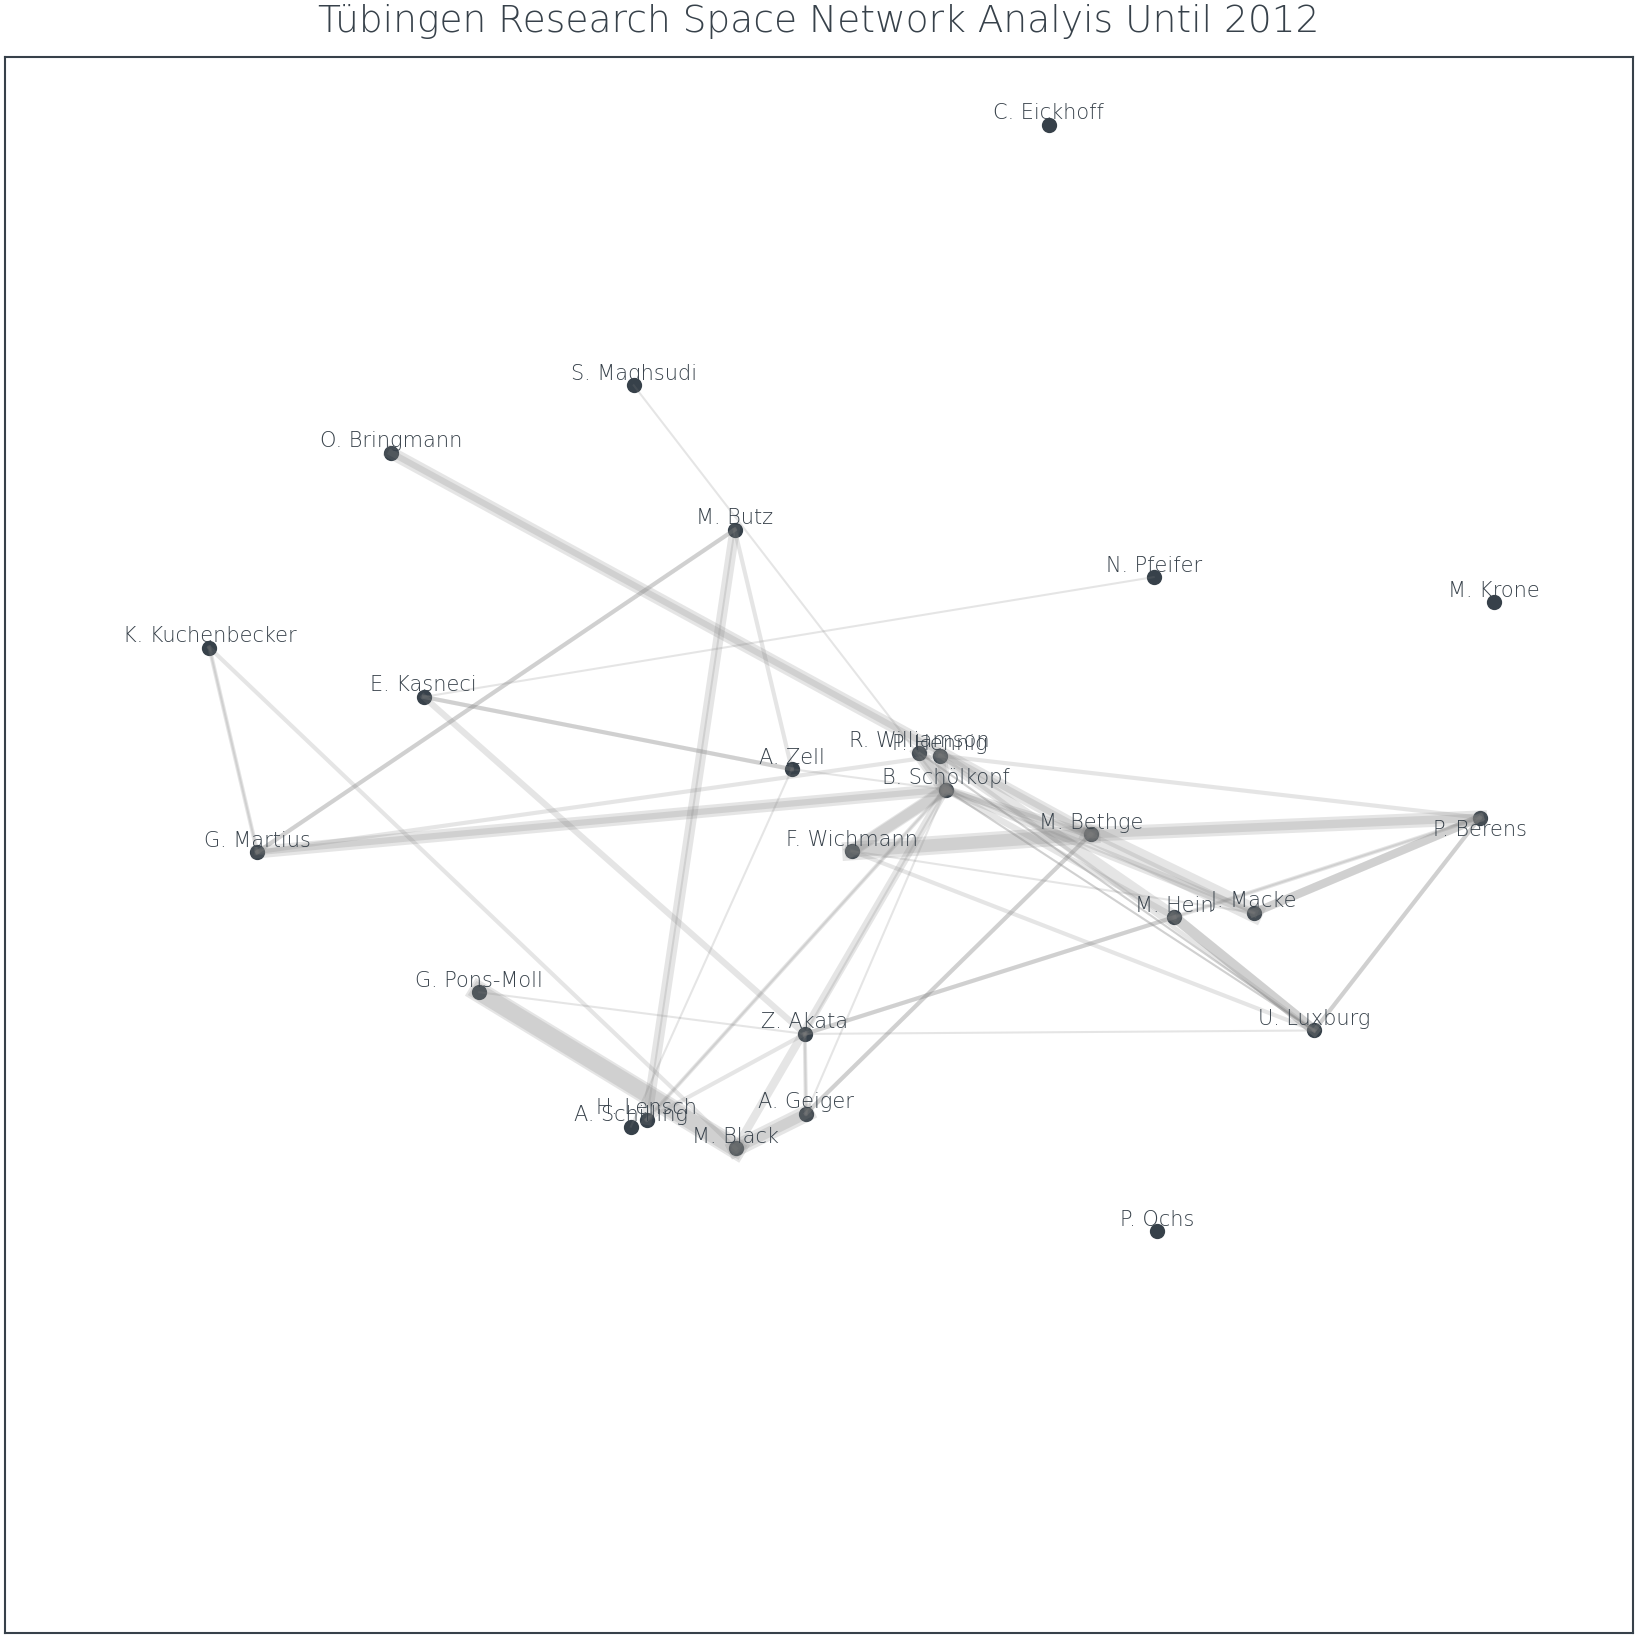 Tübingen Research Space Network Analyis Until 2012
C. Eickhoff
S. Maghsudi
O. Bringmann
M. Butz
N. Pfeifer
M. Krone
K. Kuchenbecker
E. Kasneci
R. Williamson
P. Hennig
A. Zell
B. Schölkopf
M. Bethge
P. Berens
F. Wichmann
G. Martius
J. Macke
M. Hein
G. Pons-Moll
U. Luxburg
Z. Akata
A. Geiger
H. Lensch
A. Schilling
M. Black
P. Ochs